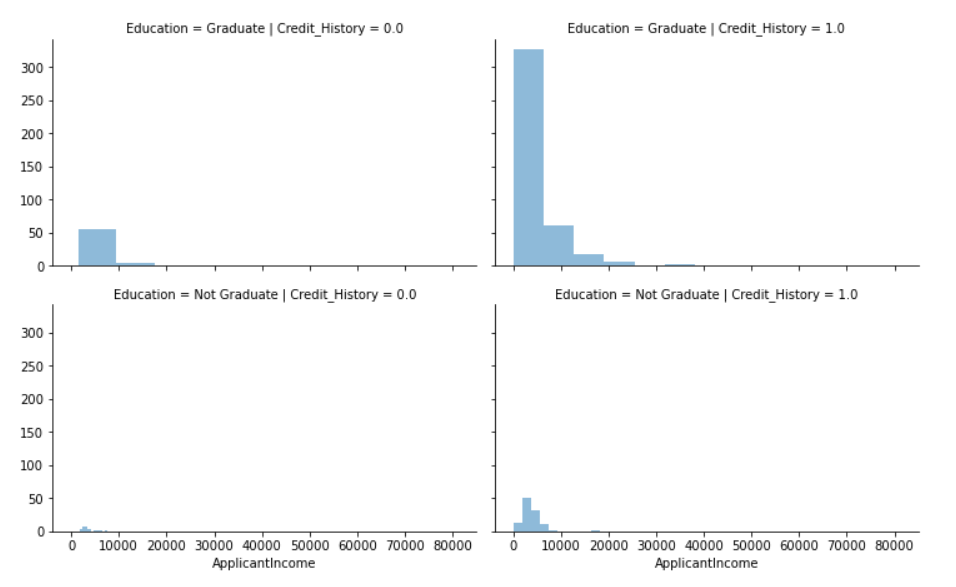 Education = Graduate | Credit_History = 0.0
Education = Graduate | Credit_History = 1.0
300
250
200
150
100
50
0
Education = Not Graduate | Credit_History = 0.0
Education = Not Graduate | Credit_History = 1.0
300
250
200
150
100
50
0
0 10000 20000 30000 40000 50000 60000 70000 80000
0 10000 20000 30000 40000 50000 60000 70000 80000
ApplicantIncome
ApplicantIncome